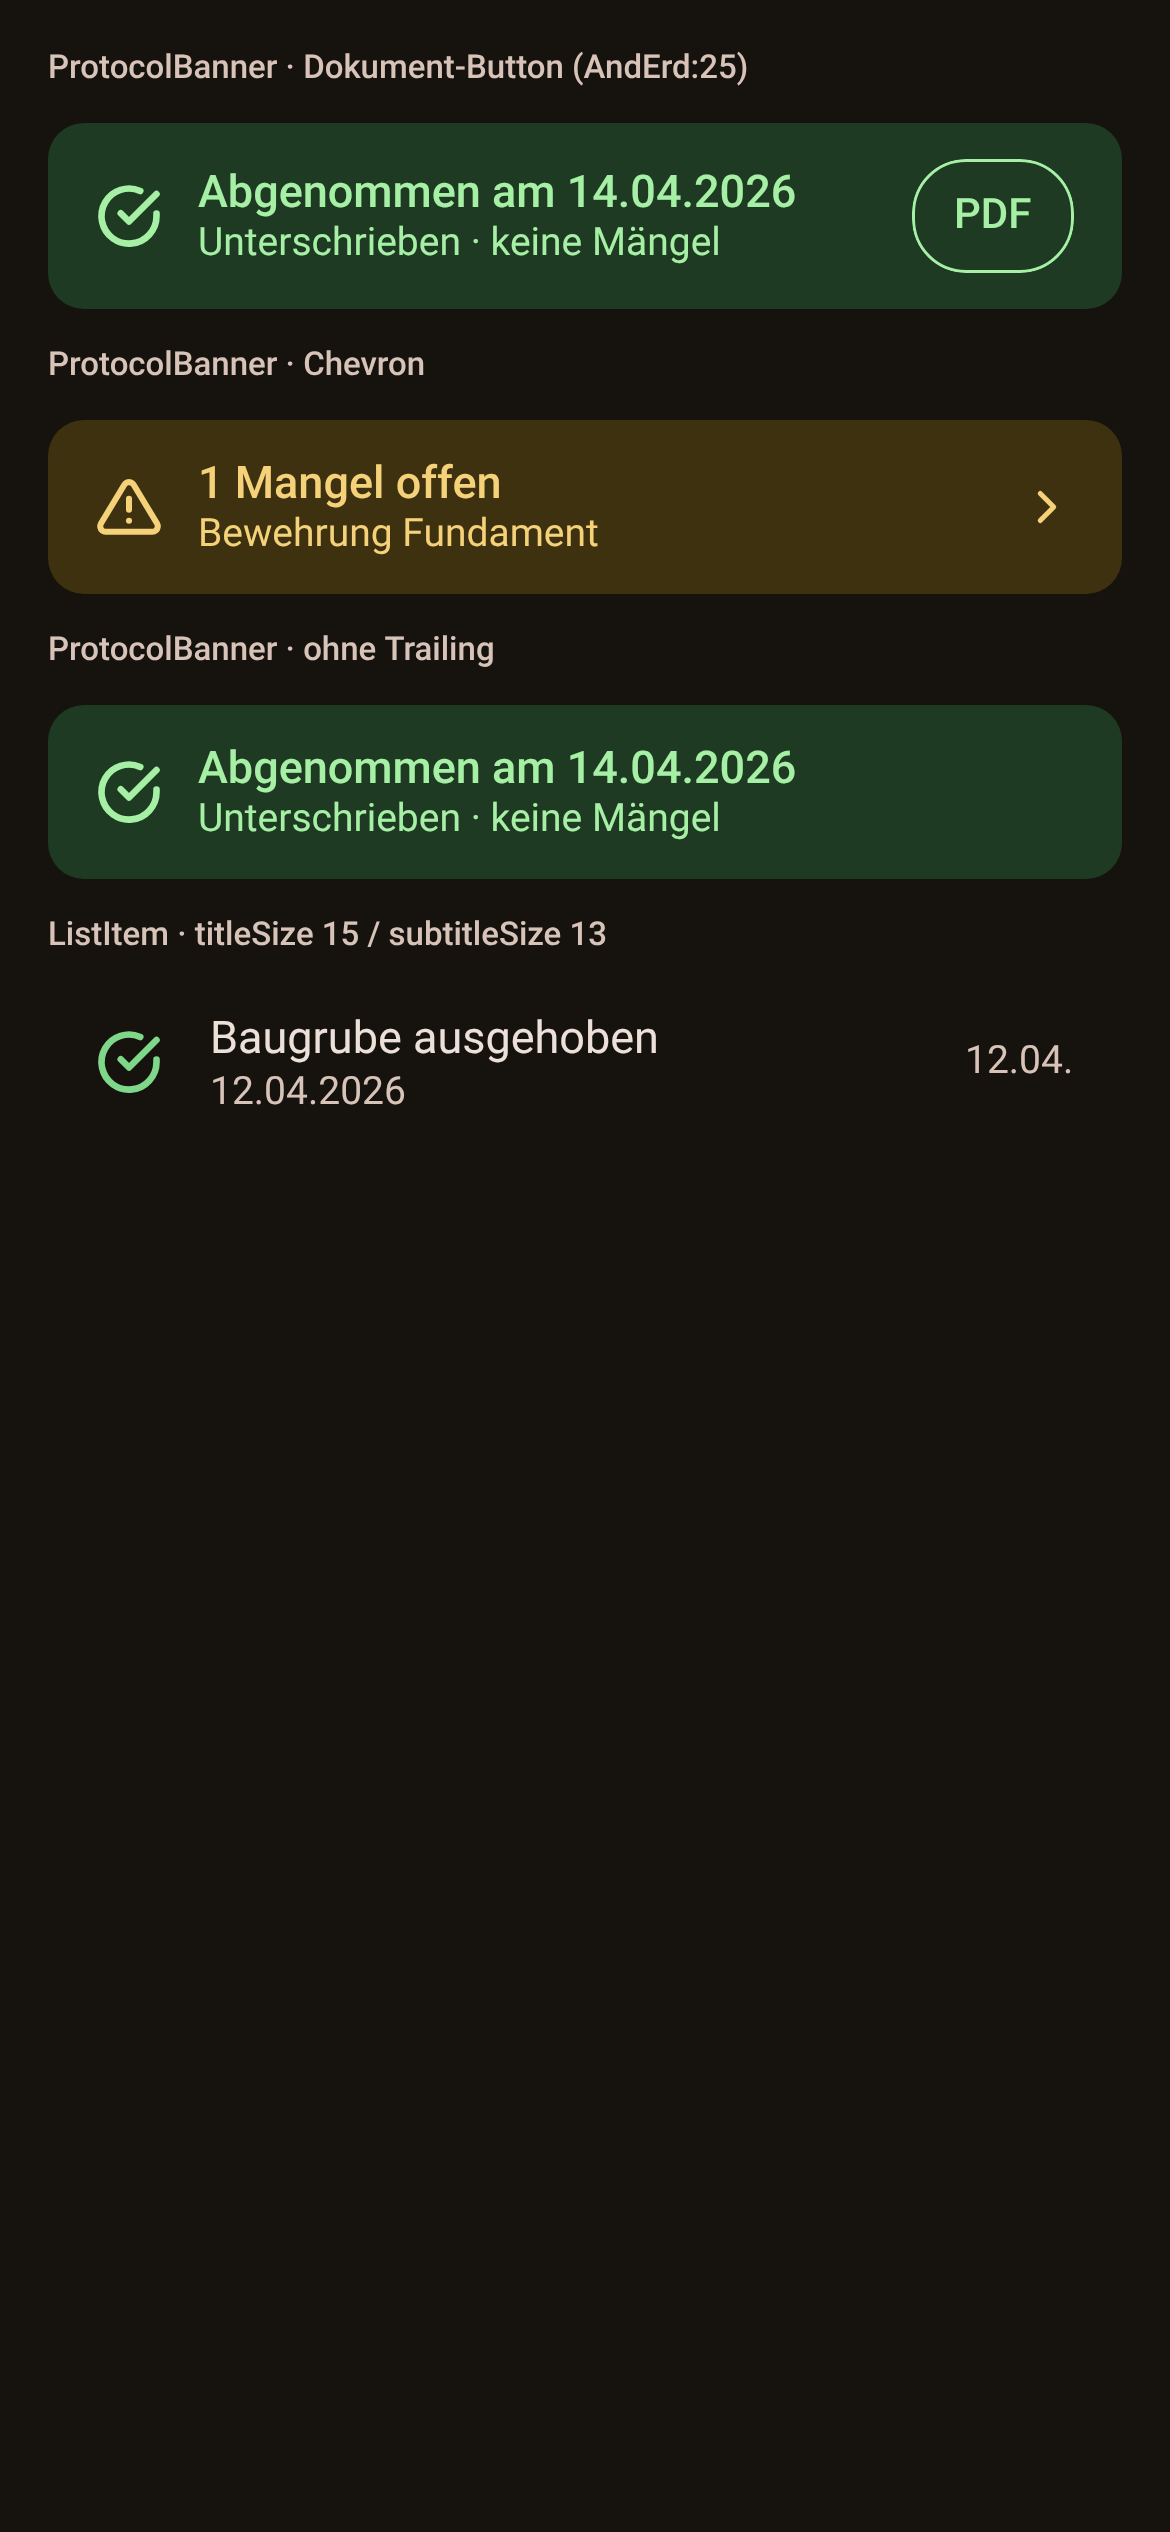 ProtocolBanner · Dokument-Button (AndErd:25)
Abgenommen am 14.04.2026
Unterschrieben · keine Mängel
PDF
ProtocolBanner · Chevron
1 Mangel offen
Bewehrung Fundament
ProtocolBanner · ohne Trailing
Abgenommen am 14.04.2026
Unterschrieben · keine Mängel
ListItem · titleSize 15 / subtitleSize 13
Baugrube ausgehoben
12.04.2026
12.04.